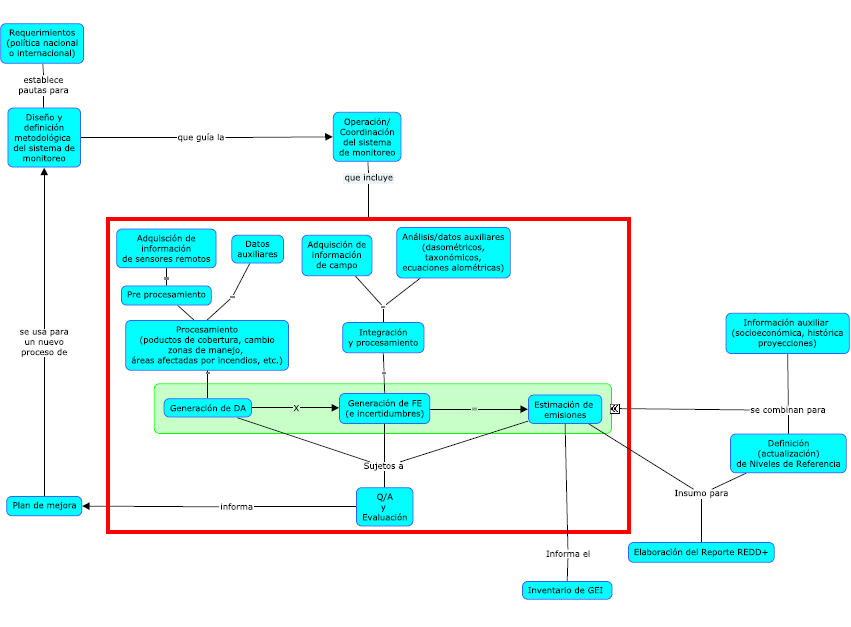 Requerimientos
(política nacional
o internacional)
establece
pautas para
Diseño y
definición
metodológica
del sistema de
monitoreo
que guía la
Operación/
Coordinación
del sistema
de monitoreo
que incluye
Adquisción de
información
de sensores remotos
Datos
auxiliares
Adquisción de
información
de campo
Análisis/datos auxiliares
(dasométricos,
taxonómicos,
ecuaciones alométricas)
=
Pre procesamiento
=
=
Procesamiento
(poductos de cobertura, cambio
zonas de manejo,
áreas afectadas por incendios, etc.)
Integración
y procesamiento
=
=
Información auxiliar
(socioeconómica, histórica
proyecciones)
se usa para
un nuevo
proceso de
Generación de DA
X
Generación de FE
(e incertidumbres)
=
Estimación de
emisiones
se combinan para
Definición
(actualización)
de Niveles de Referencia
Sujetos a
Q/A
y
Evaluación
informa
Plan de mejora
Insumo para
Informa el
Elaboración del Reporte REDD+
Inventario de GEI